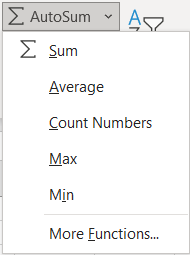 ∑ AutoSum
A
Z
∑ Sum
Average
Count Numbers
Max
Min
More Functions...